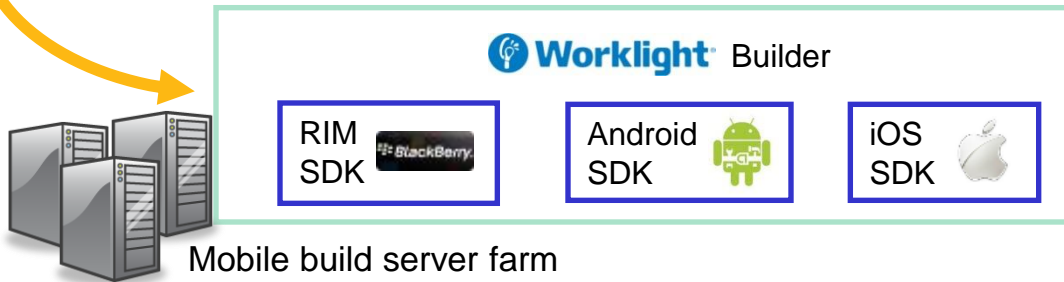 Worklight Builder
RIM
SDK
BlackBerry.
Android
SDK
iOS
SDK
Mobile build server farm